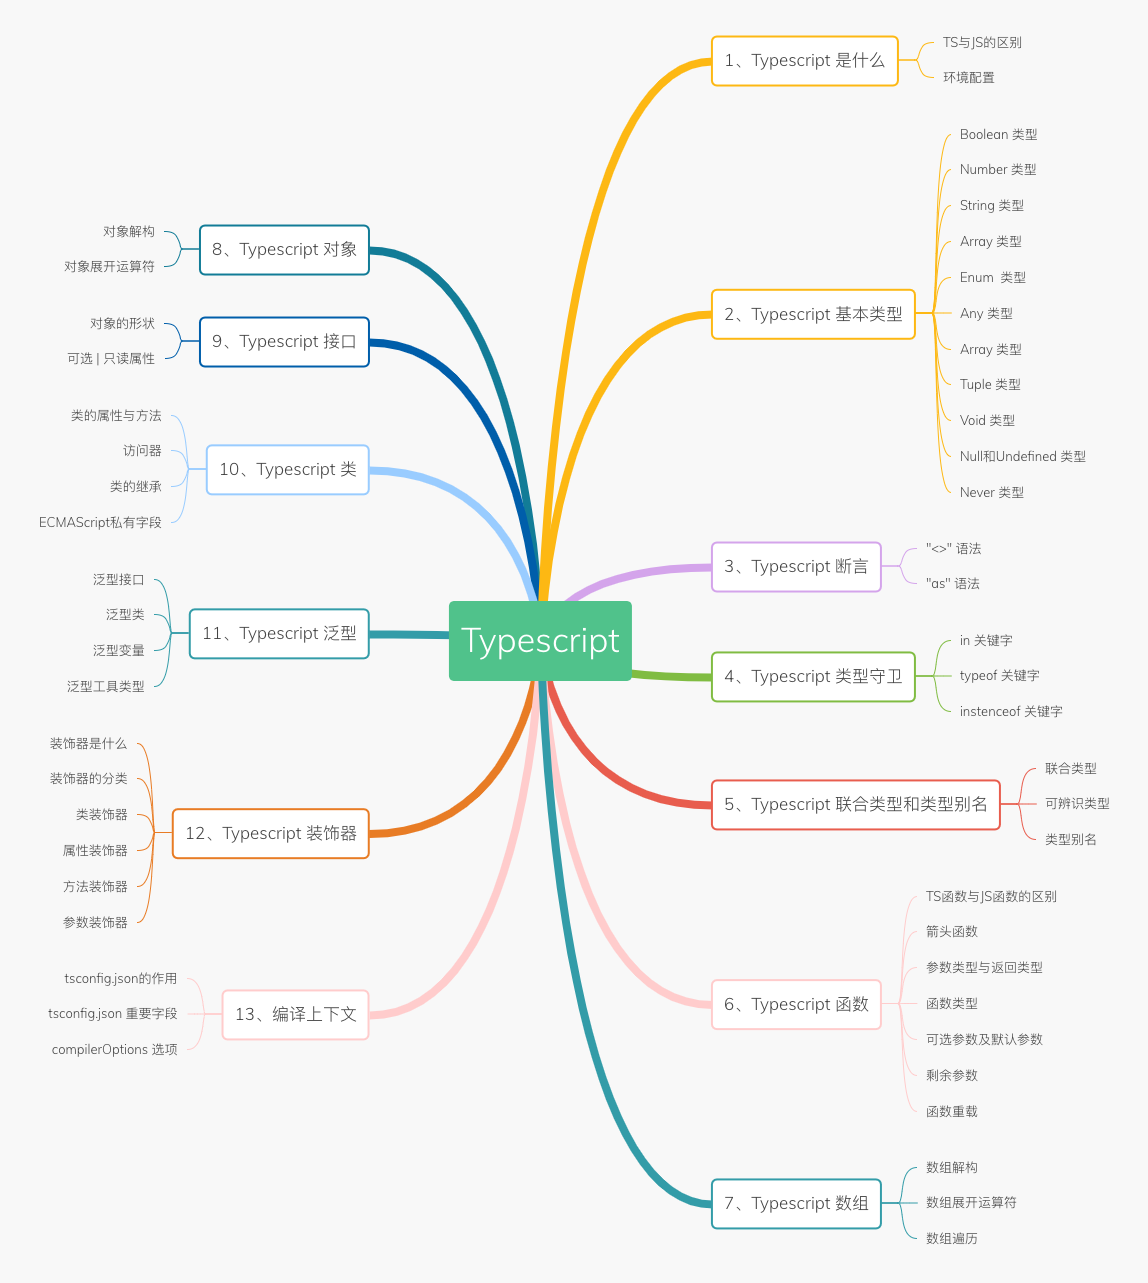 Typescript
1、Typescript 是什么
TS与JS的区别
环境配置
2、Typescript 基本类型
Boolean 类型
Number 类型
String 类型
Array 类型
Enum  类型
Any 类型
Array 类型
Tuple 类型
Void 类型
Null和Undefined 类型
Never 类型
3、Typescript 断言
"<>" 语法
"as" 语法
4、Typescript 类型守卫
in 关键字
typeof 关键字
instenceof 关键字
5、Typescript 联合类型和类型别名
联合类型
可辨识类型
类型别名
6、Typescript 函数
TS函数与JS函数的区别
箭头函数
参数类型与返回类型
函数类型
可选参数及默认参数
剩余参数
函数重载
7、Typescript 数组
数组解构
数组展开运算符
数组遍历
8、Typescript 对象
对象解构
对象展开运算符
9、Typescript 接口
对象的形状
可选 | 只读属性
10、Typescript 类
类的属性与方法
访问器
类的继承
ECMAScript私有字段
11、Typescript 泛型
泛型接口
泛型类
泛型变量
泛型工具类型
12、Typescript 装饰器
装饰器是什么
装饰器的分类
类装饰器
属性装饰器
方法装饰器
参数装饰器
13、编译上下文
tsconfig.json的作用
tsconfig.json 重要字段
compilerOptions 选项